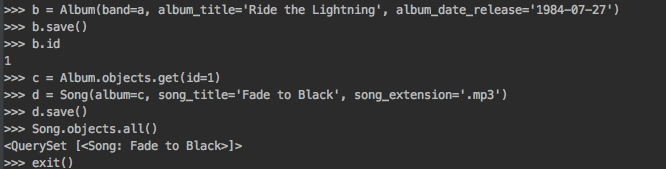 >>> b = Album(band=a, album_title='Ride the Lightning', album_date_release='1984-07-27')
>>> b.save()
>>> b.id
1
>>> c = Album.objects.get(id=1)
>>> d = Song(album=c, song_title='Fade to Black', song_extension='.mp3')
>>> d.save()
>>> Song.objects.all()
<QuerySet [<Song: Fade to Black>]>
>>> exit()